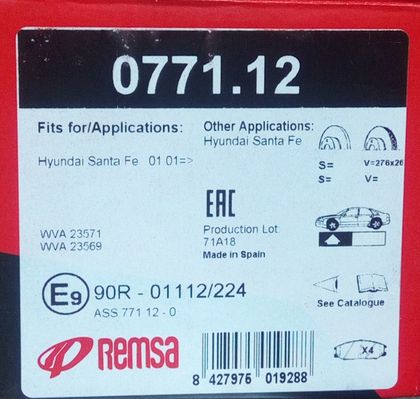 0771.12
Fits for/Applications:
Hyundai Santa Fe 01 01=>
Other Applications:
Hyundai Santa Fe
S= V=276x26
S= V=
WVA 23571
WVA 23569
EAC
Production Lot
71A18
Made in Spain
E9 90R - 01112/224
ASS 771 12 - 0
See Catalogue
Remsa
X4
8 427976 019288